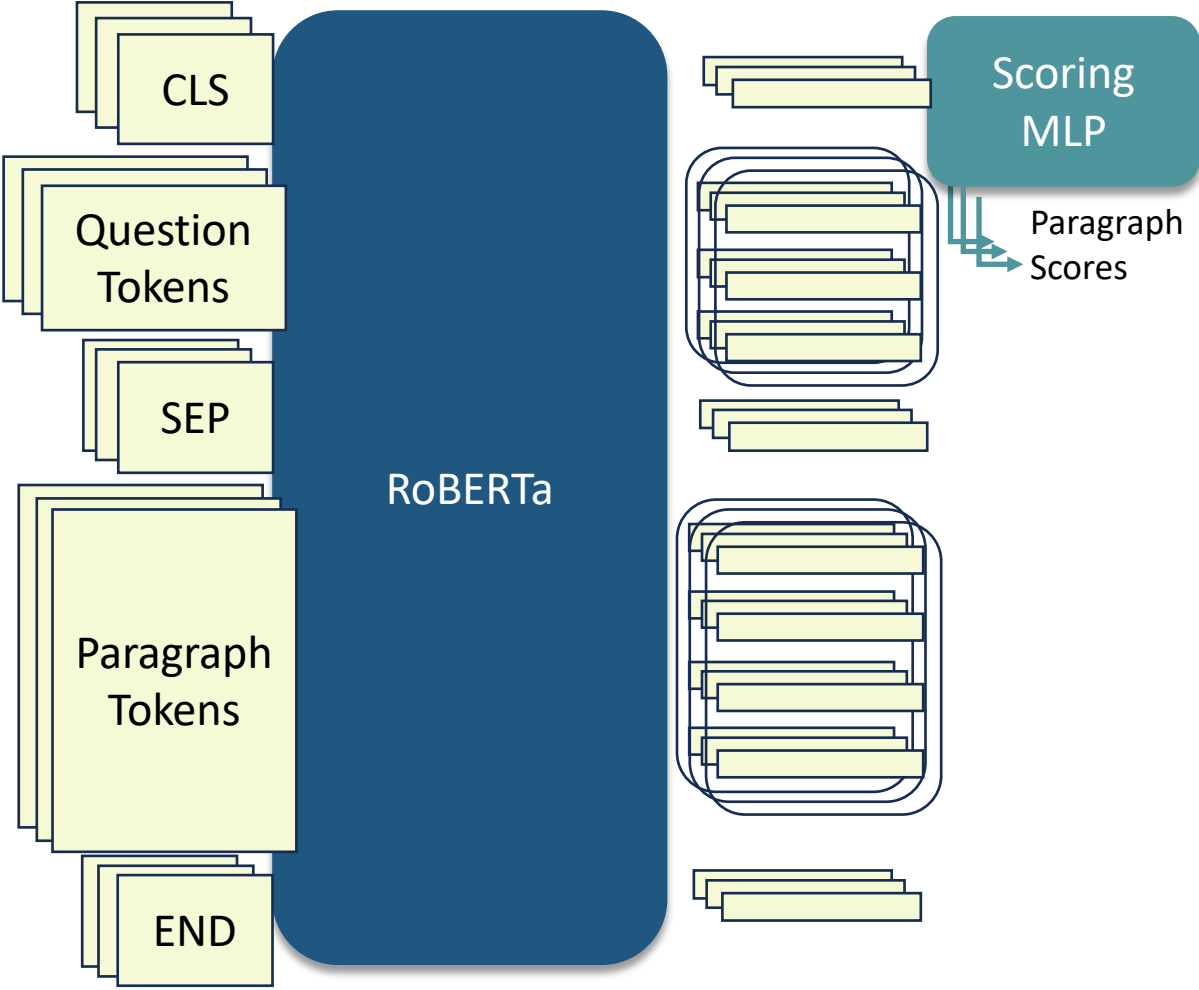 CLS
Question
Tokens
SEP
Paragraph
Tokens
END
RoBERTa
Scoring
MLP
Paragraph
Scores